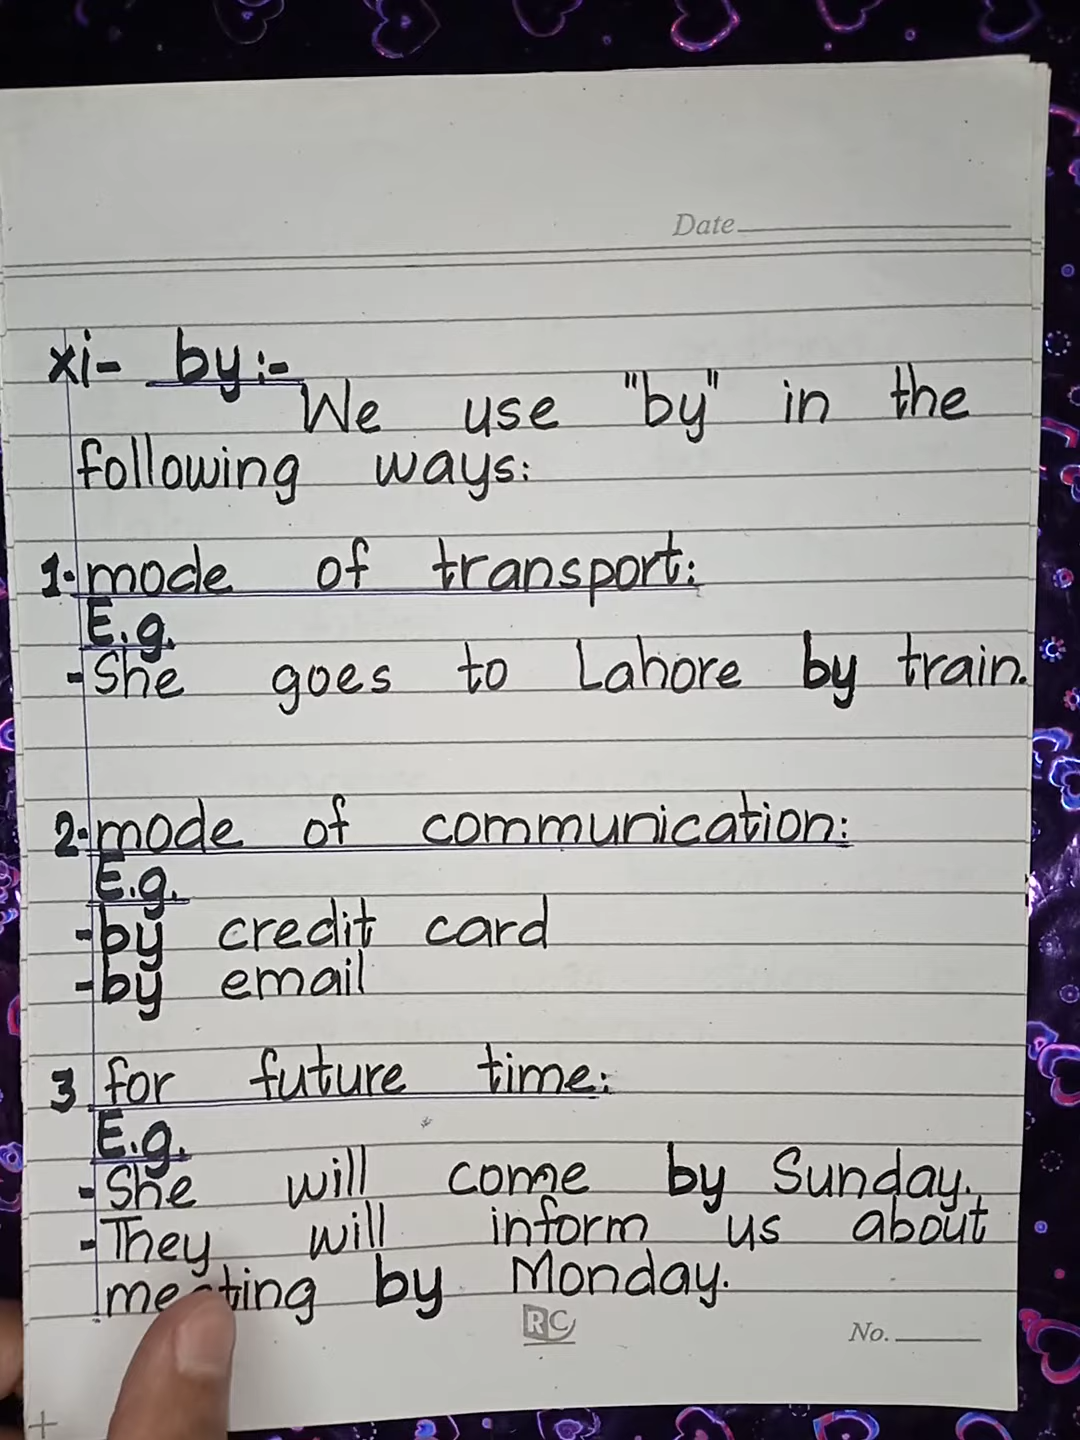 Date
xi- by:-
We use "by" in the
following ways:
1. mode of transport:
E.g.
-She goes to Lahore by train.
2. mode of communication:
E.g.
-by credit card
-by email
3 for future time:
E.g.
-She will come by Sunday.
-They will inform us about
meeting by Monday.
RC
No.